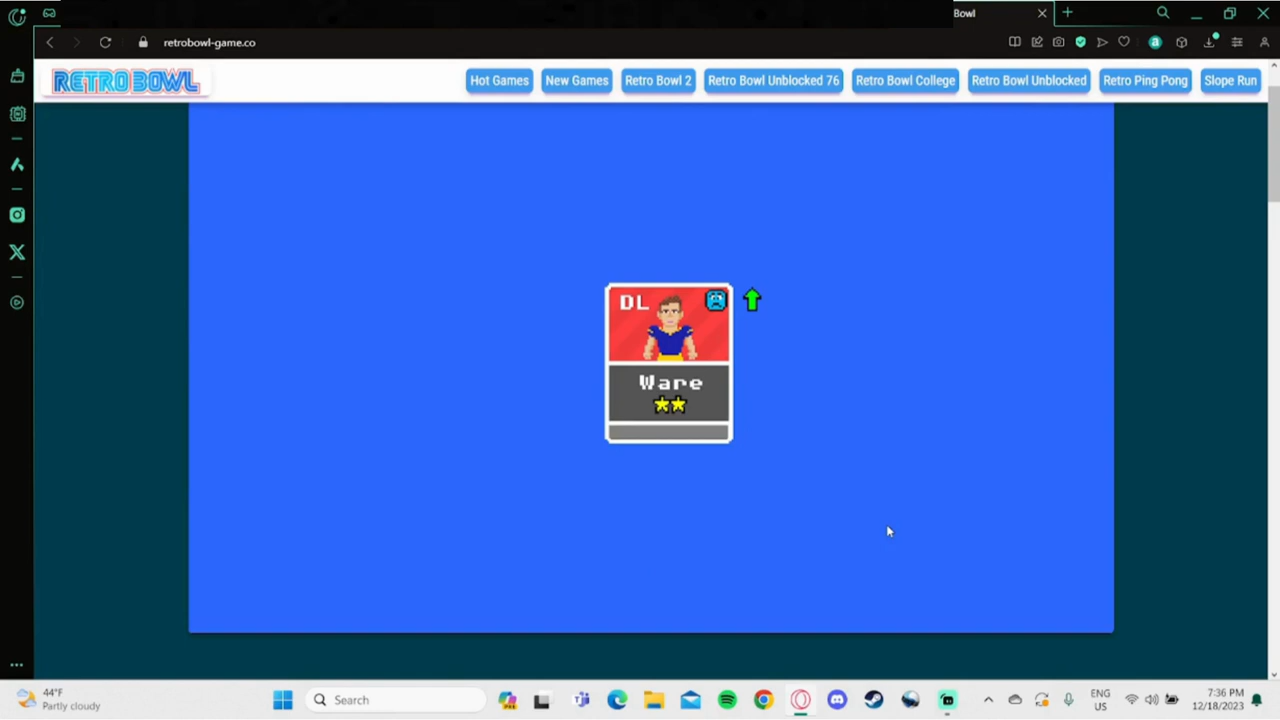 Bowl
retrobowl-game.co
RETRO BOWL
Hot Games
New Games
Retro Bowl 2
Retro Bowl Unblocked 76
Retro Bowl College
Retro Bowl Unblocked
Retro Ping Pong
Slope Run
DL
Ware
44°F
Partly cloudy
Search
ENG
US
7:36 PM
12/18/2023